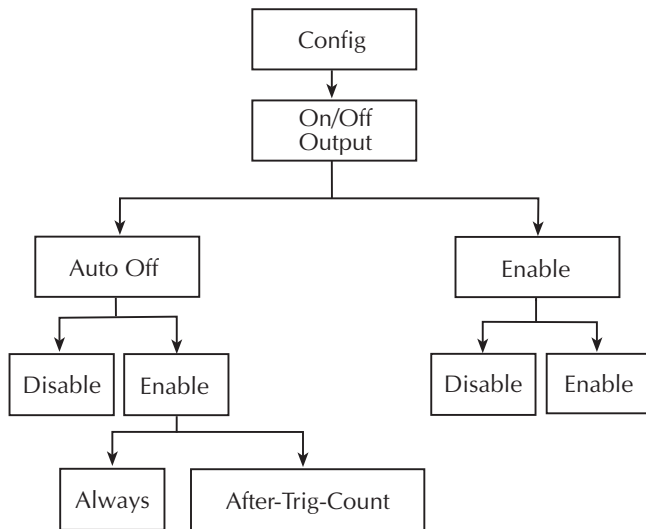 Config
On/Off
Output
Auto Off
Enable
Disable
Enable
Disable
Enable
Always
After-Trig-Count